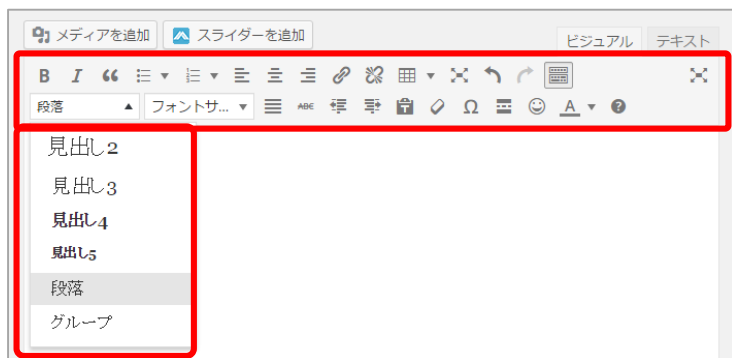 メディアを追加 スライダーを追加 ビジュアル テキスト
B I
段落 フォントサ... ABE Ω A
見出し2
見出し3
見出し4
見出し5
段落
グループ